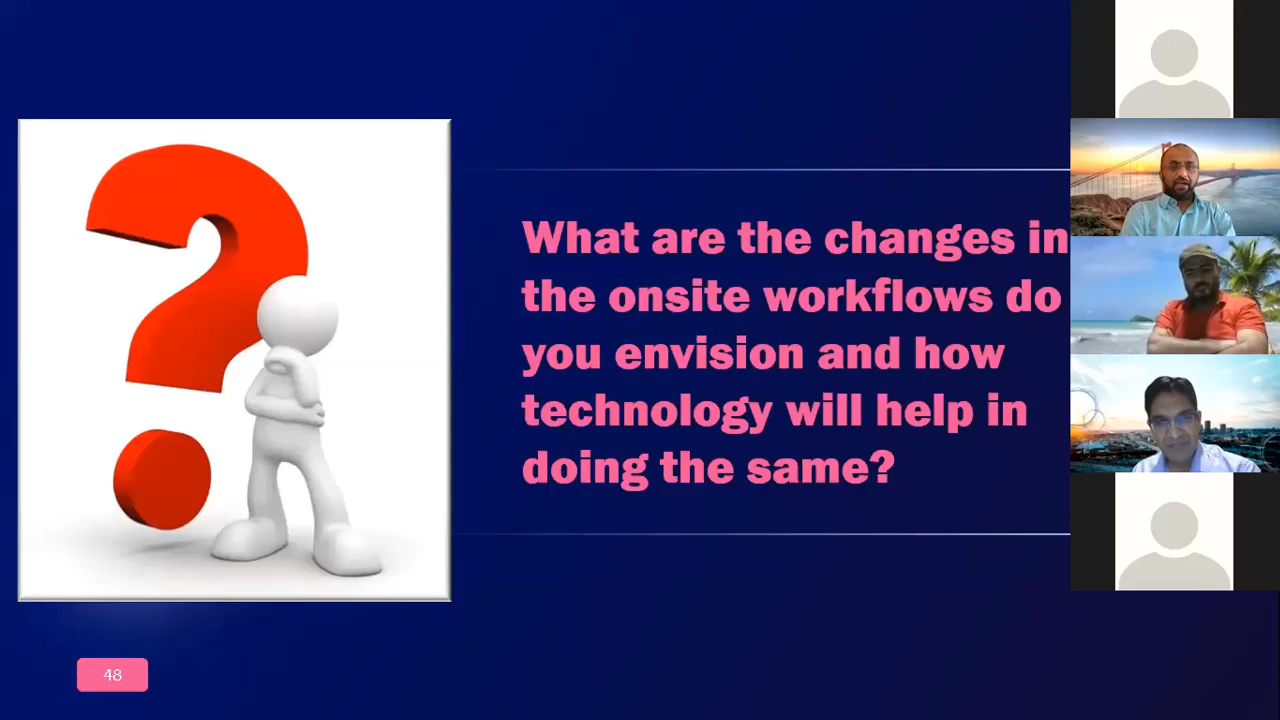 What are the changes in
the onsite workflows do
you envision and how
technology will help in
doing the same?
48